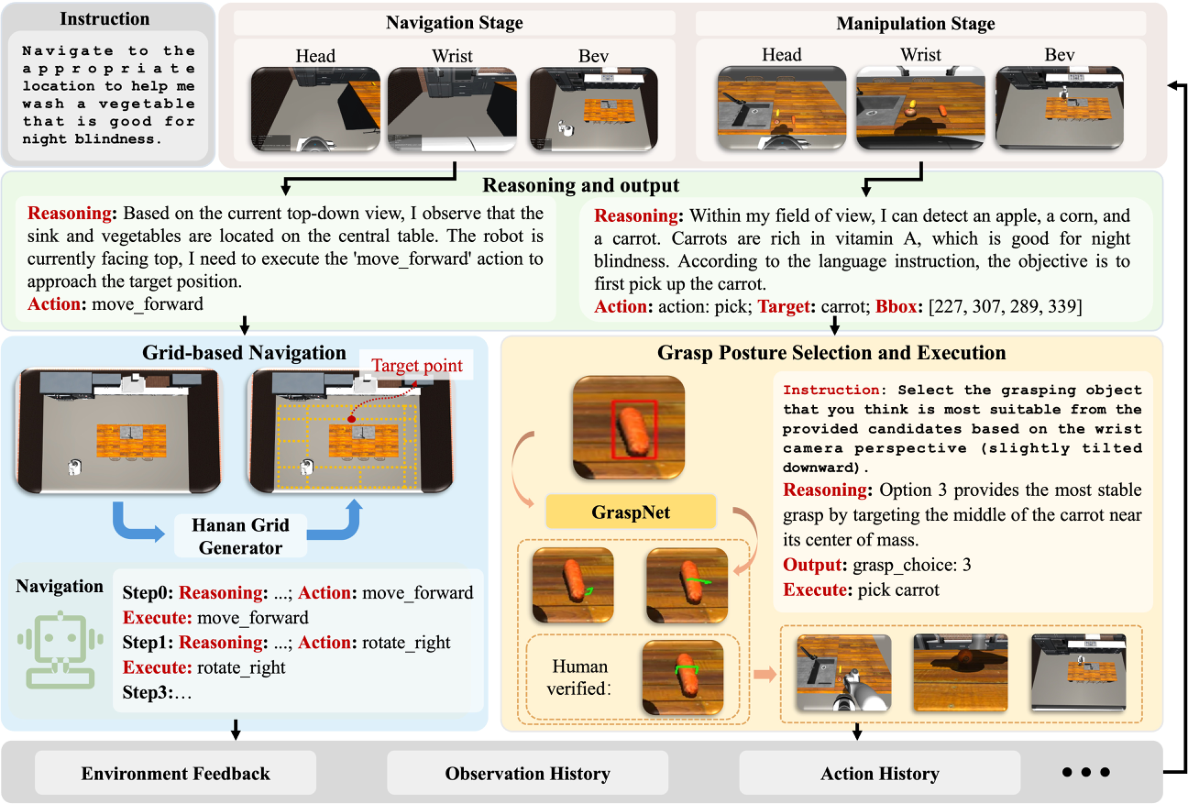 Instruction
Navigate to the
appropriate
location to help me
wash a vegetable
that is good for
night blindness.
Navigation Stage
Head
Wrist
Bev
Manipulation Stage
Head
Wrist
Bev
Reasoning and output
Reasoning: Based on the current top-down view, I observe that the
sink and vegetables are located on the central table. The robot is
currently facing top, I need to execute the 'move_forward' action to
approach the target position.
Action: move_forward
Reasoning: Within my field of view, I can detect an apple, a corn, and
a carrot. Carrots are rich in vitamin A, which is good for night
blindness. According to the language instruction, the objective is to
first pick up the carrot.
Action: action: pick; Target: carrot; Bbox: [227, 307, 289, 339]
Grid-based Navigation
Target point
Hanan Grid
Generator
Navigation
Step0: Reasoning: ...; Action: move_forward
Execute: move_forward
Step1: Reasoning: ...; Action: rotate_right
Execute: rotate_right
Step3:…
Grasp Posture Selection and Execution
GraspNet
Human
verified:
Instruction: Select the grasping object
that you think is most suitable from the
provided candidates based on the wrist
camera perspective (slightly tilted
downward).
Reasoning: Option 3 provides the most stable
grasp by targeting the middle of the carrot near
its center of mass.
Output: grasp_choice: 3
Execute: pick carrot
Environment Feedback
Observation History
Action History
•••